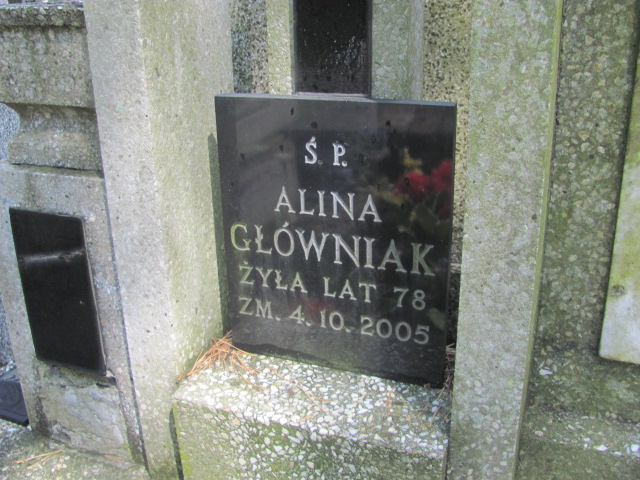 Ś. P.
ALINA
GŁÓWNIAK
ŻYŁA LAT 78
ZM. 4.10.2005